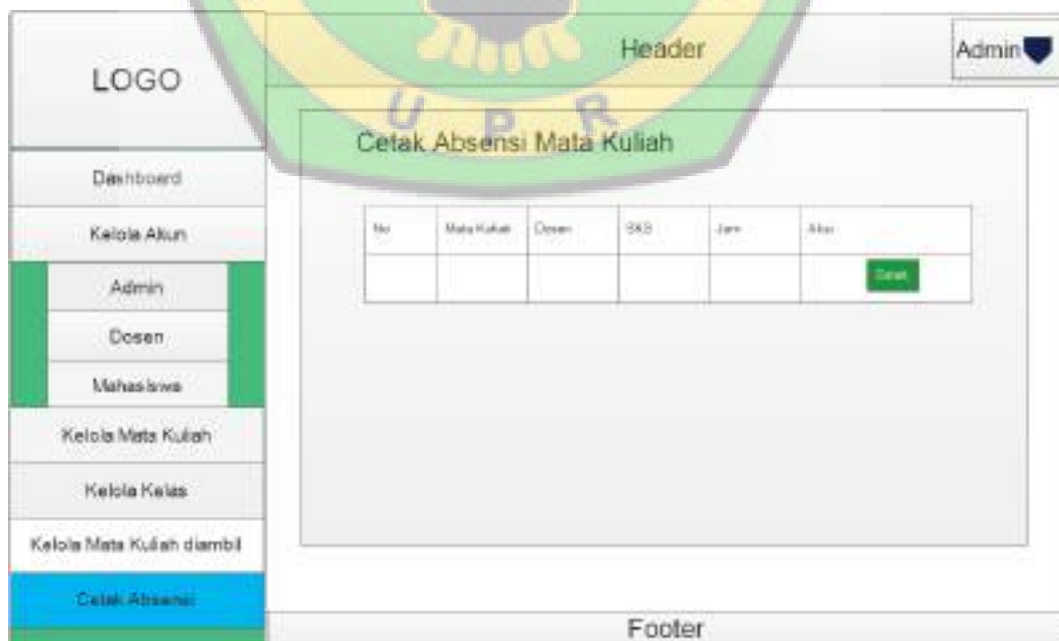 Header
Admin
LOGO
U P R
Cetak Absensi Mata Kuliah
Dashboard
Kelola Akun
Admin
Dosen
Mahasiswa
Kelola Mata Kuliah
Kelola Kelas
Kelola Mata Kuliah diambil
Cetak Absensi
No Mata Kuliah Dosen SKS Jam Aksi
Cetak
Footer